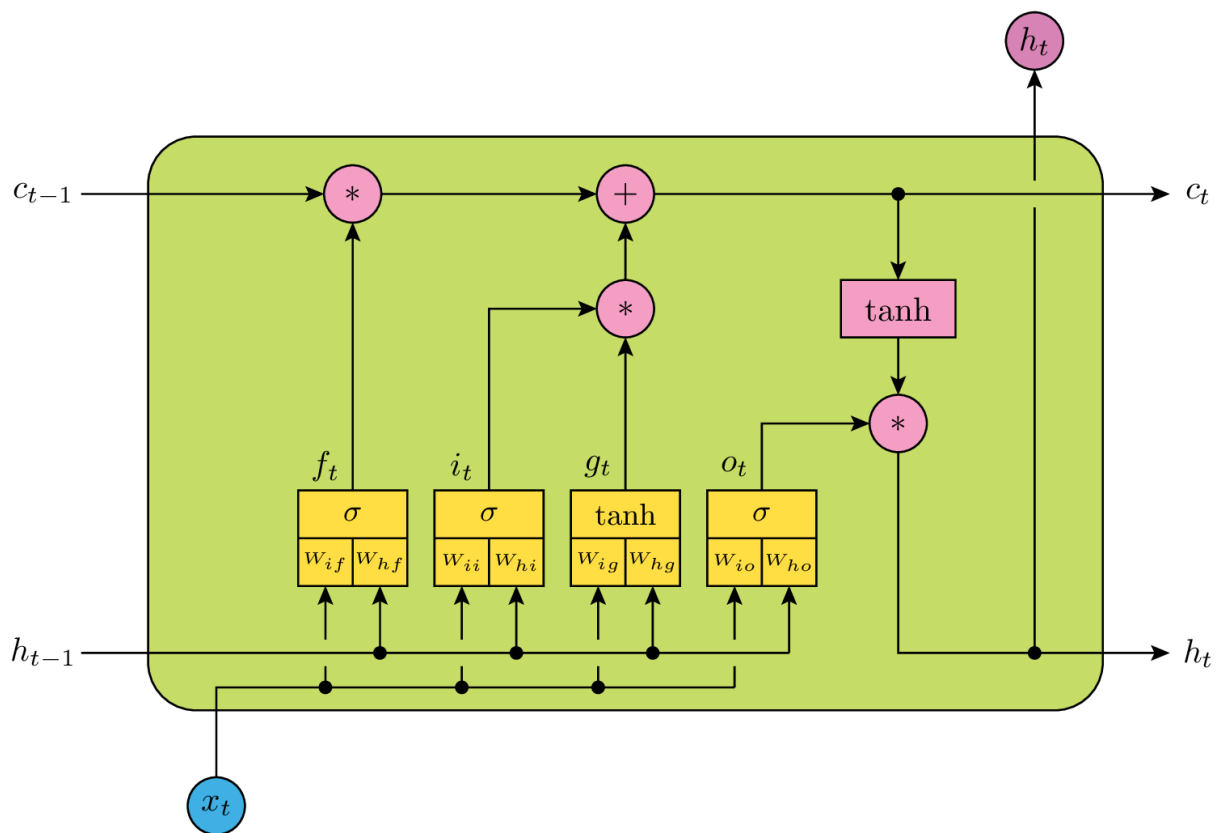 h_t
c_{t−1} * + c_t
* tanh
*
f_t i_t g_t o_t
σ σ tanh σ
W_{if} W_{hf} W_{ii} W_{hi} W_{ig} W_{hg} W_{io} W_{ho}
h_{t−1} h_t
x_t